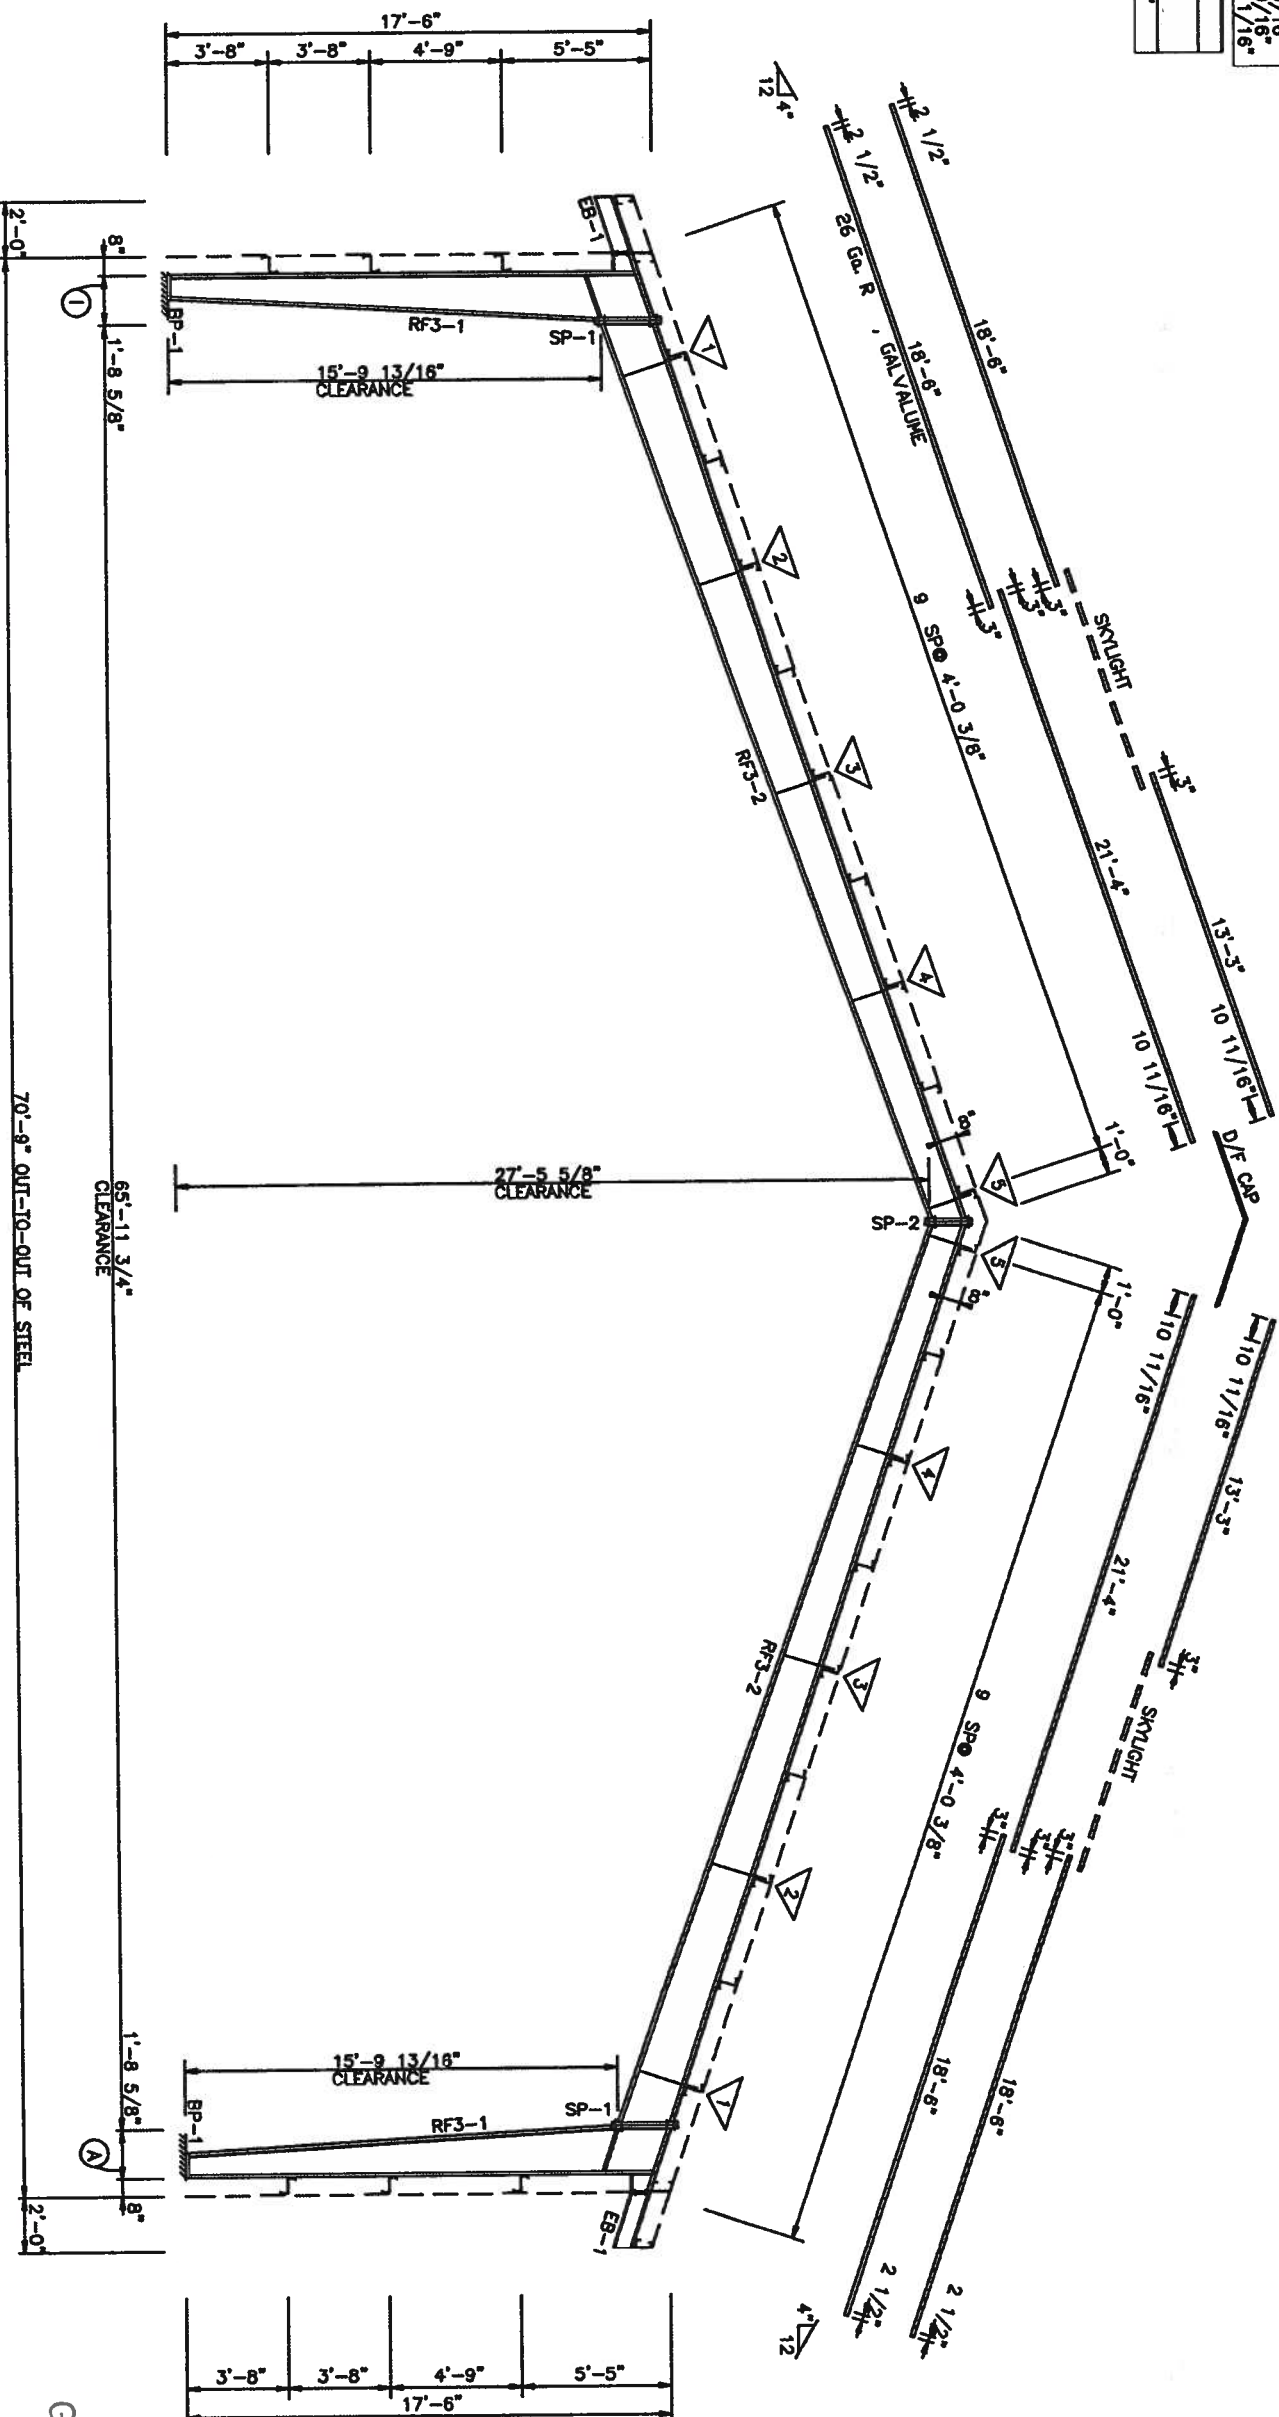 1/16"
17'-6"
3'-8"
3'-8"
4'-9"
5'-5"
12
4"
2 1/2"
2 1/2"
18'-6"
18'-6"
26 Ga. R , GALVALUME
SKYLIGHT
3"
3"
3"
3"
21'-4"
13'-3"
10 11/16"
10 11/16"
D/F CAP
9 SP@ 4'-0 3/8"
1'-0"
8"
EB-1
1
2
3
4
5
RF3-2
RF3-1
SP-1
BP-1
15'-9 13/16"
CLEARANCE
2'-0"
8"
1
1'-8 5/8"
27'-5 5/8"
CLEARANCE
SP-2
65'-11 3/4"
CLEARANCE
70'-9" OUT-TO-OUT OF STEEL
5
4
3
2
1
8"
1'-0"
9 SP@ 4'-0 3/8"
10 11/16"
10 11/16"
13'-3"
21'-4"
SKYLIGHT
3"
3"
3"
3"
18'-6"
18'-6"
2 1/2"
2 1/2"
4"
12
RF3-2
RF3-1
SP-1
BP-1
15'-9 13/16"
CLEARANCE
1'-8 5/8"
A
8"
2'-0"
EB-1
3'-8"
3'-8"
4'-9"
5'-5"
17'-6"